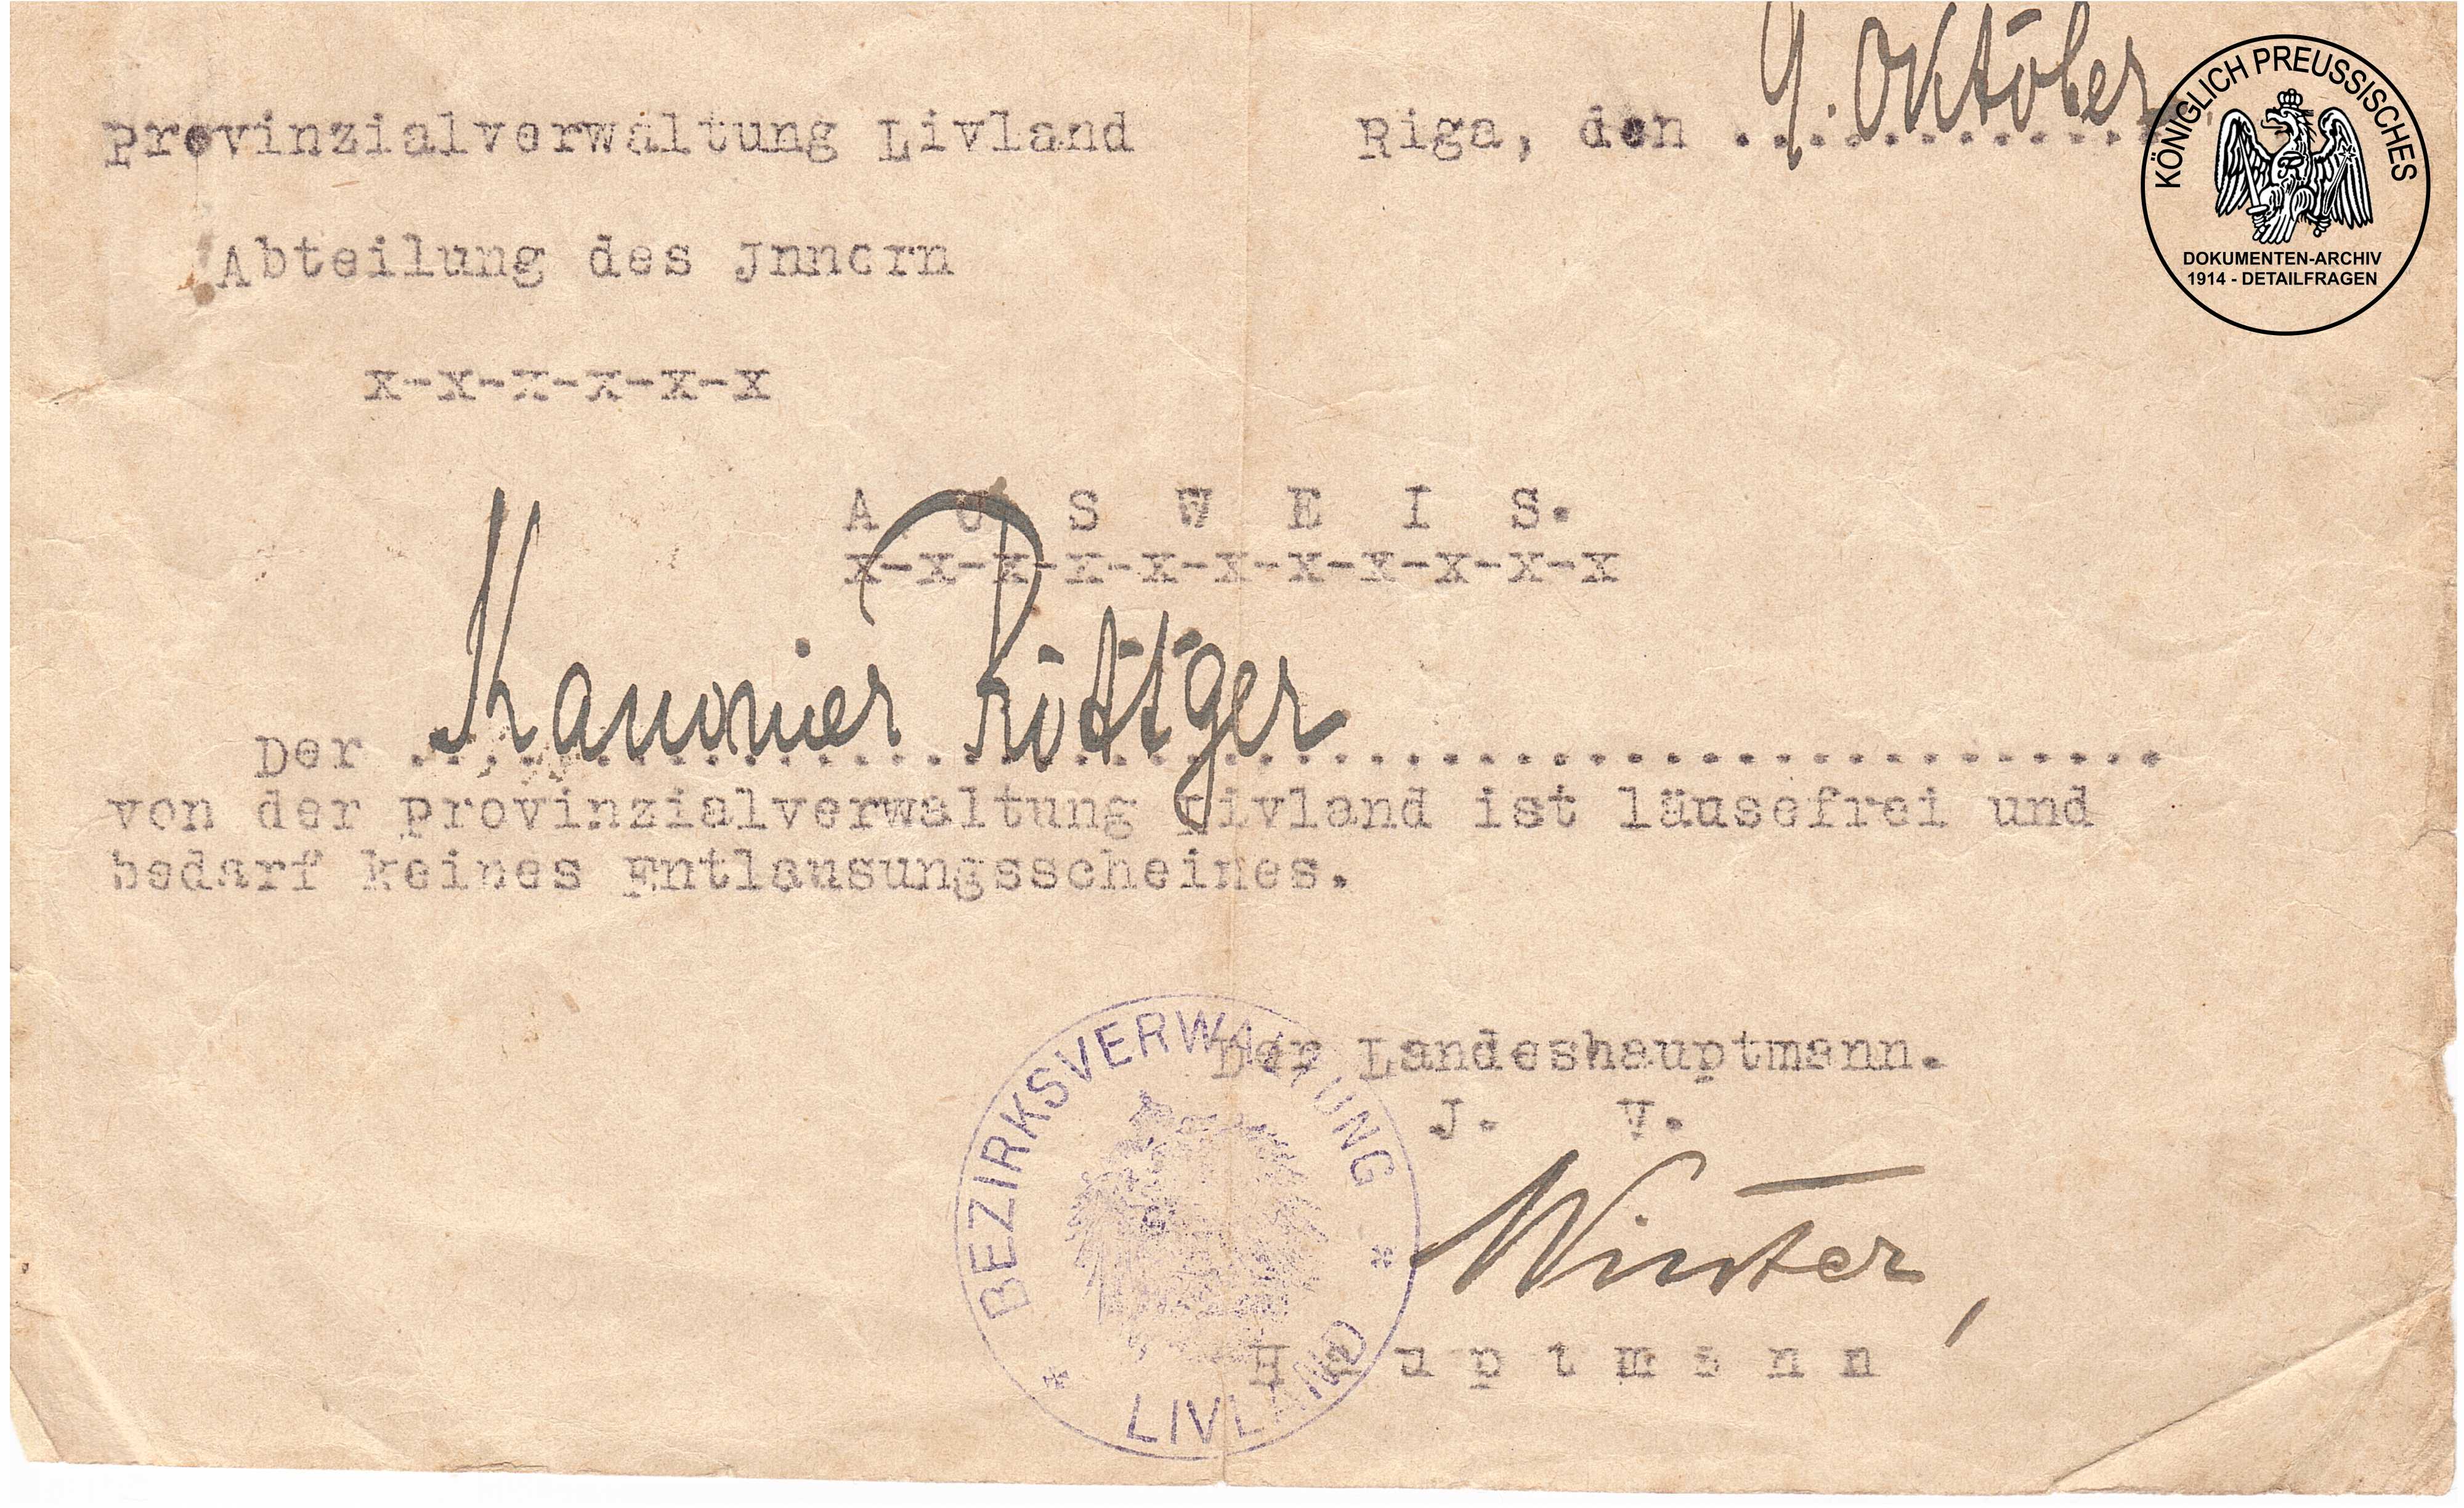 Provinzialverwaltung Livland
Riga, den 9. Oktober
KÖNIGLICH PREUSSISCHES
DOKUMENTEN-ARCHIV
1914 - DETAILFRAGEN
Abteilung des Jnnern
x-x-x-x-x-x
A U S W E I S.
x-x-x-x-x-x-x-x-x-x-x
Der Kanonier Röttger
von der Provinzialverwaltung Livland ist läusefrei und
bedarf keines Entlausungsscheines.
Der Landeshauptmann.
J. V.
Winter,
H a u p t m a n n
BEZIRKSVERWALTUNG
* LIVLAND *